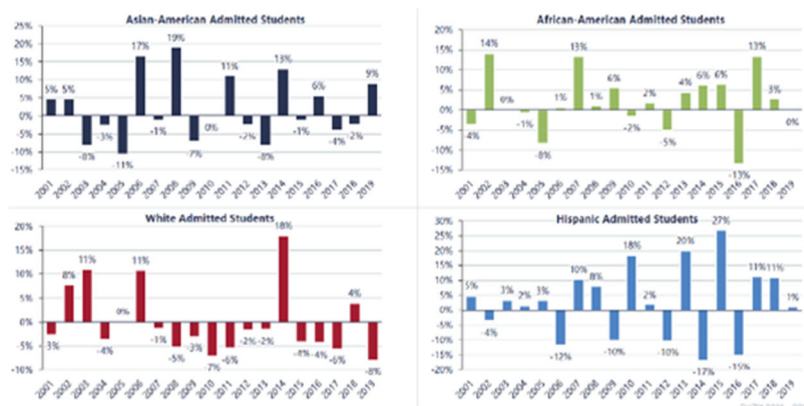 Asian-American Admitted Students
25%
20%
15%
10%
5%
0%
-5%
-10%
-15%
5% 5% -8% -3% -11% 17% -1% 19% -7% 0% 11% -2% -8% 13% -1% 6% -4% -2% 9%
2001 2002 2003 2004 2005 2006 2007 2008 2009 2010 2011 2012 2013 2014 2015 2016 2017 2018 2019
African-American Admitted Students
20%
15%
10%
5%
0%
-5%
-10%
-15%
-4% 14% 0% -1% -8% 1% 13% 1% 6% -2% 2% -5% 4% 6% 6% -13% 13% 3% 0%
2001 2002 2003 2004 2005 2006 2007 2008 2009 2010 2011 2012 2013 2014 2015 2016 2017 2018 2019
White Admitted Students
20%
15%
10%
5%
0%
-5%
-10%
3% 8% 11% -4% 0% 11% -1% -5% -3% -7% -6% -2% -2% 18% -4% -4% -6% 4% -8%
2001 2002 2003 2004 2005 2006 2007 2008 2009 2010 2011 2012 2013 2014 2015 2016 2017 2018 2019
Hispanic Admitted Students
30%
25%
20%
15%
10%
5%
0%
-5%
-10%
-15%
-20%
5% -4% 3% 2% 3% -12% 10% 8% -10% 18% 2% -10% 20% -17% 27% -15% 11% 11% 1%
2001 2002 2003 2004 2005 2006 2007 2008 2009 2010 2011 2012 2013 2014 2015 2016 2017 2018 2019